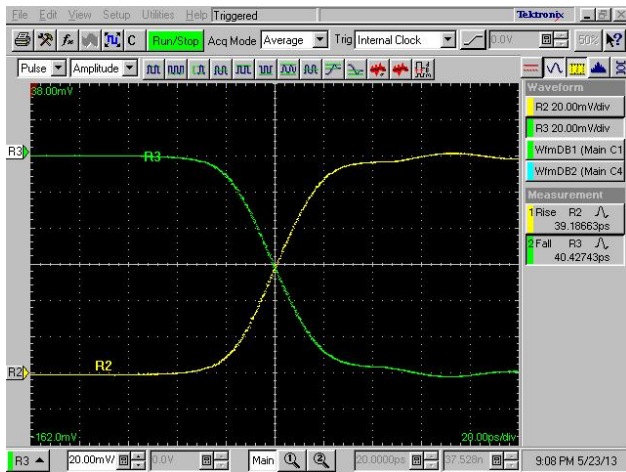 File Edit View Setup Utilities Help Triggered Tektronix
C Run/Stop Acq Mode Average Trig Internal Clock 0.0V 50%
Pulse Amplitude
38.00mV
R3
R3
R2
R2
-162.0mV
20.00ps/div
Waveform
R2 20.00mV/div
R3 20.00mV/div
WfmDB1 (Main C1
WfmDB2 (Main C4
Measurement
1 Rise R2
39.18663ps
2 Fall R3
40.42743ps
R3 20.00mV/ 0.0V Main 1 2 20.0000ps 37.528n 9:08 PM 5/23/13